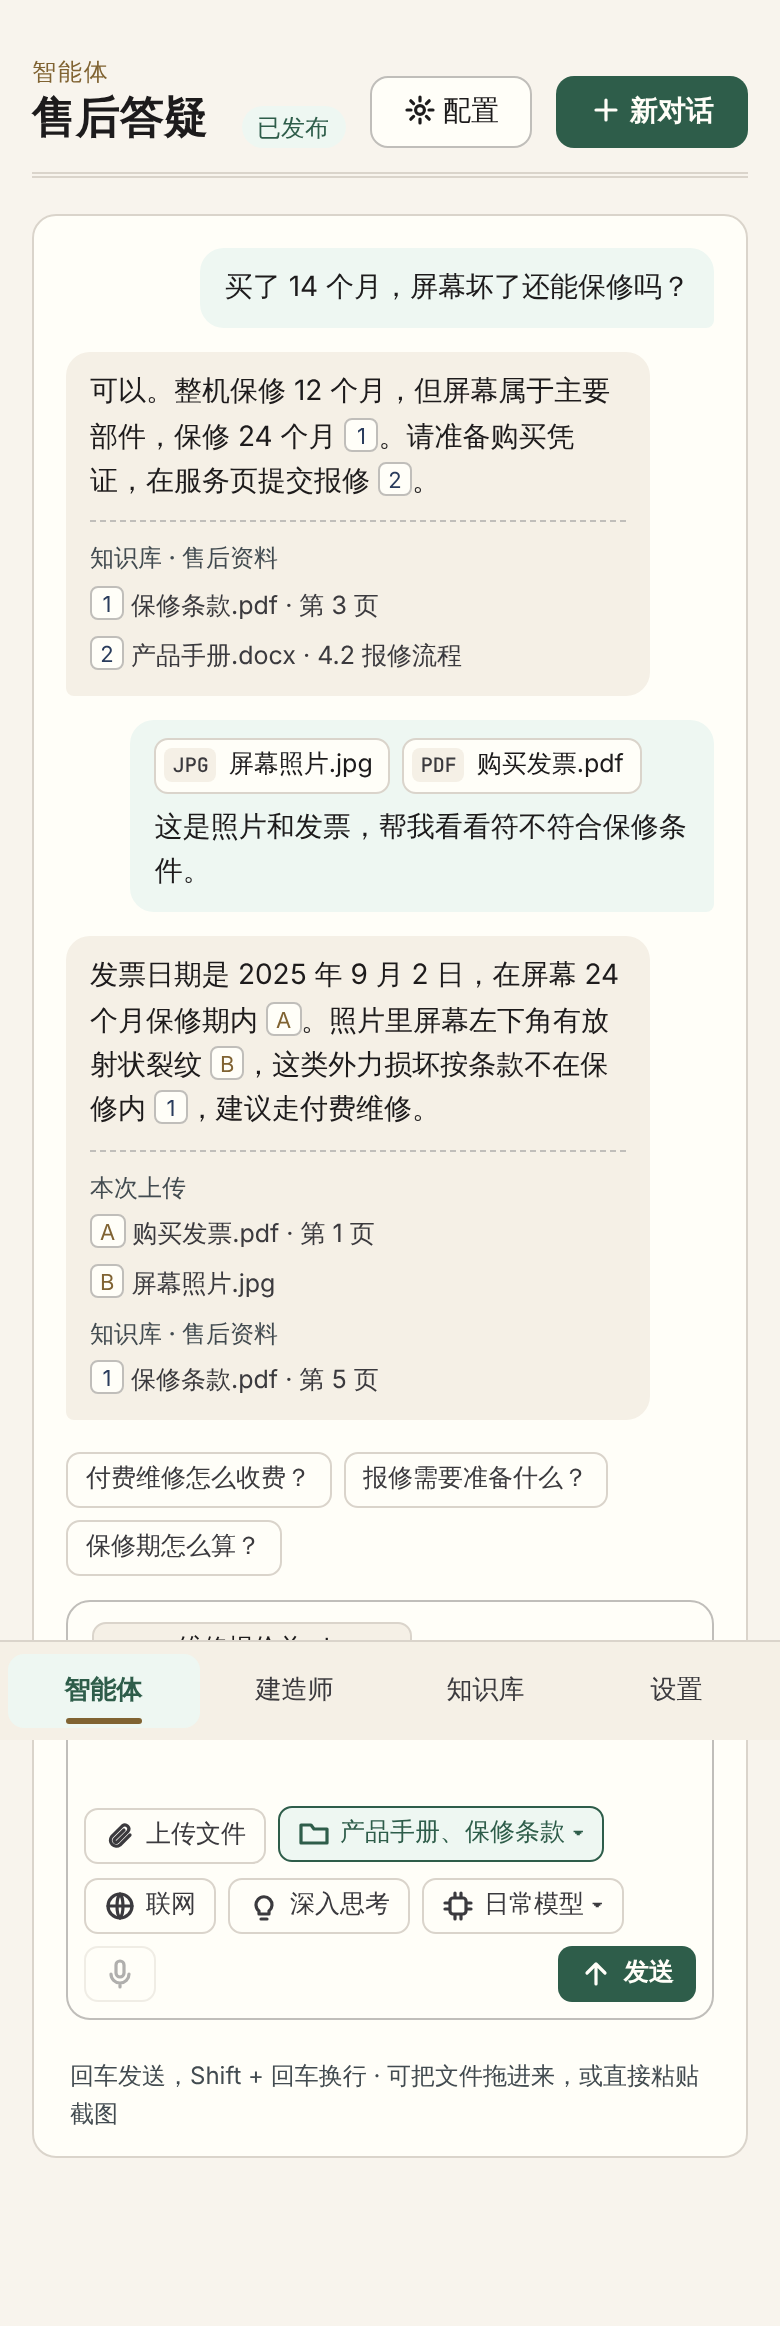 智能体
售后答疑
已发布
配置
新对话
买了 14 个月，屏幕坏了还能保修吗？
可以。整机保修 12 个月，但屏幕属于主要
部件，保修 24 个月 1。请准备购买凭
证，在服务页提交报修 2。
知识库 · 售后资料
1 保修条款.pdf · 第 3 页
2 产品手册.docx · 4.2 报修流程
JPG 屏幕照片.jpg
PDF 购买发票.pdf
这是照片和发票，帮我看看符不符合保修条
件。
发票日期是 2025 年 9 月 2 日，在屏幕 24
个月保修期内 A。照片里屏幕左下角有放
射状裂纹 B，这类外力损坏按条款不在保
修内 1，建议走付费维修。
本次上传
A 购买发票.pdf · 第 1 页
B 屏幕照片.jpg
知识库 · 售后资料
1 保修条款.pdf · 第 5 页
付费维修怎么收费？
报修需要准备什么？
保修期怎么算？
智能体
建造师
知识库
设置
上传文件
产品手册、保修条款
联网
深入思考
日常模型
发送
回车发送，Shift + 回车换行 · 可把文件拖进来，或直接粘贴
截图